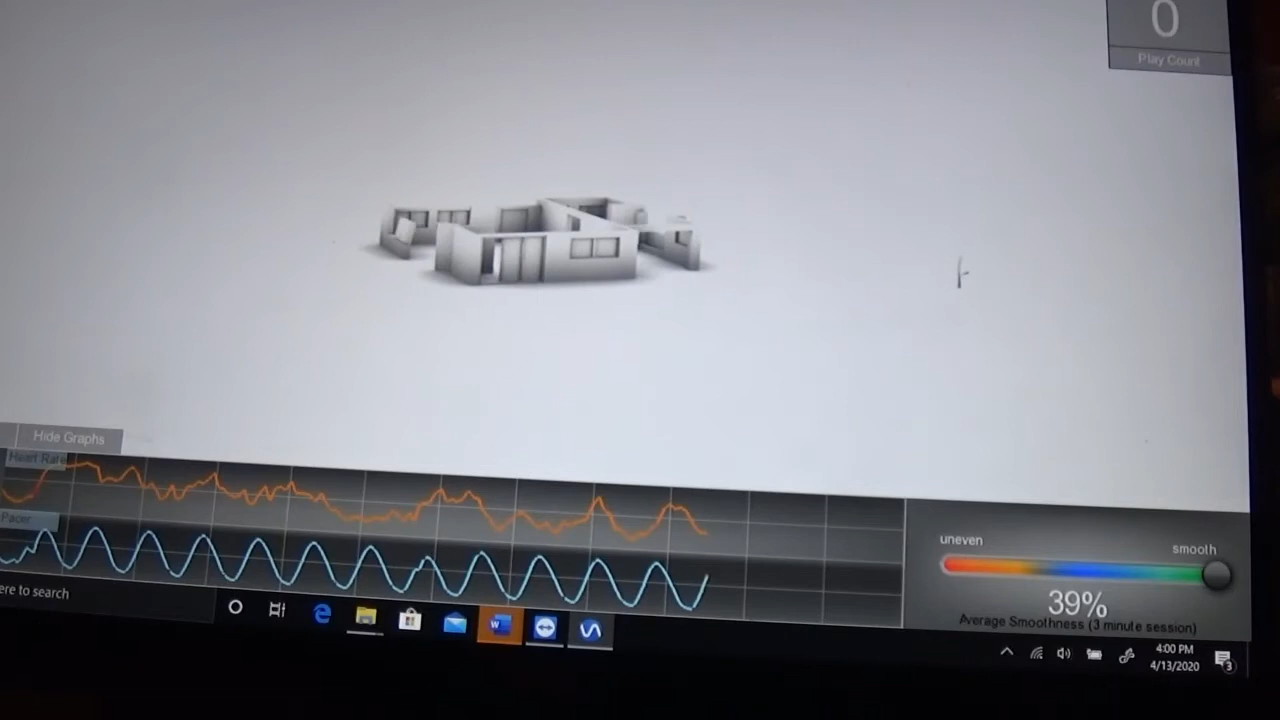 0
Play Count
Hide Graphs
Heart Rate
Pacer
uneven
smooth
39%
Average Smoothness (3 minute session)
ere to search
W
4:00 PM
4/13/2020
3